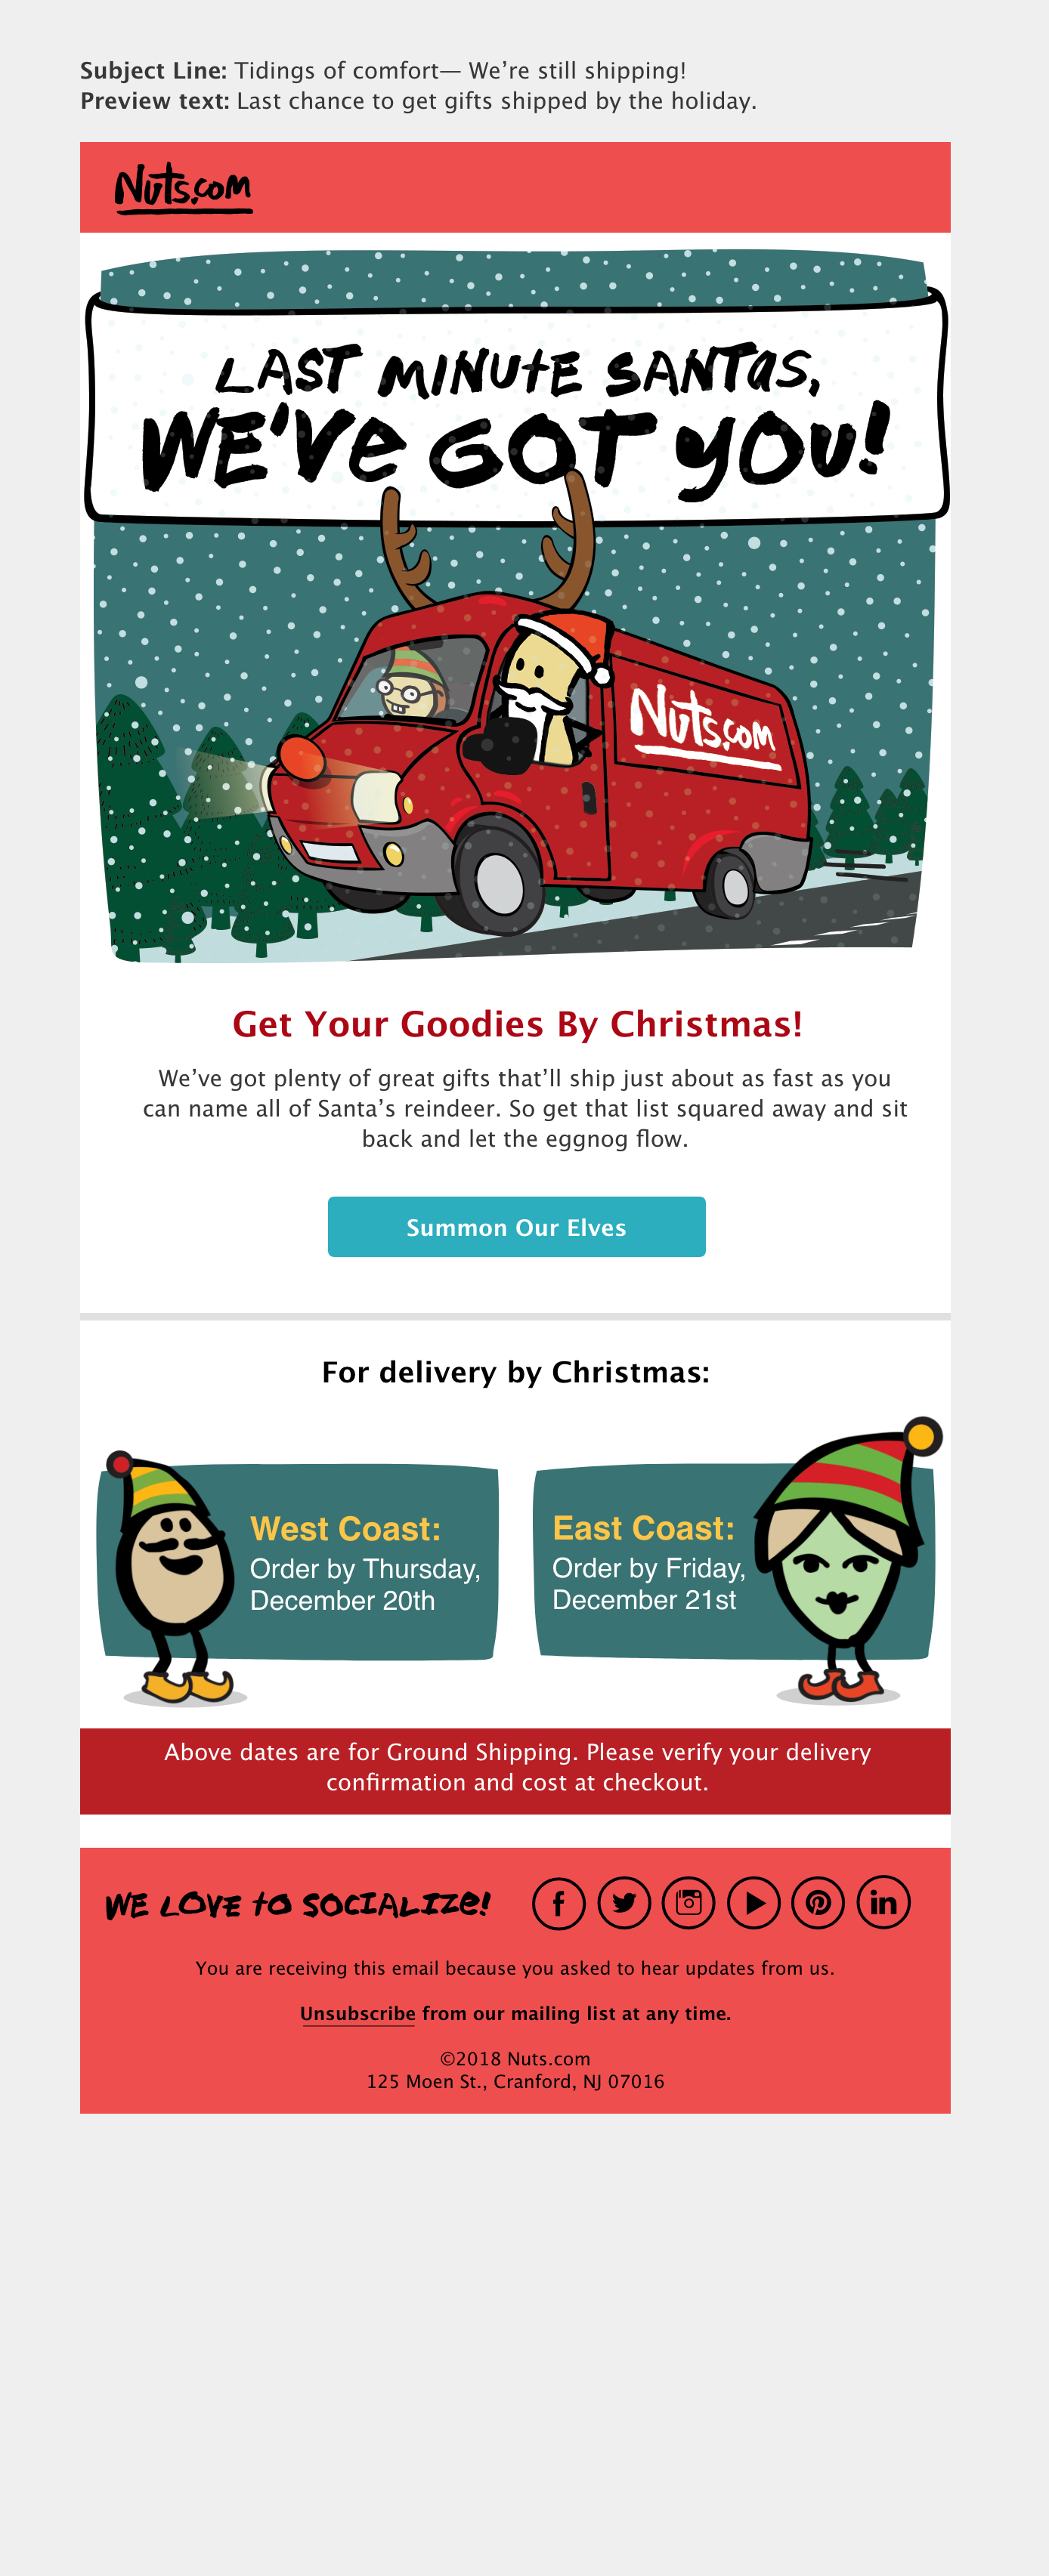 Subject Line: Tidings of comfort— We’re still shipping!
Preview text: Last chance to get gifts shipped by the holiday.
Nuts.com
LAST MINUtE SANTas,
WE'Ve GOT yOU!
Nuts.com
Get Your Goodies By Christmas!
We’ve got plenty of great gifts that’ll ship just about as fast as you
can name all of Santa’s reindeer. So get that list squared away and sit
back and let the eggnog flow.
Summon Our Elves
For delivery by Christmas:
West Coast:
Order by Thursday,
December 20th
East Coast:
Order by Friday,
December 21st
Above dates are for Ground Shipping. Please verify your delivery
confirmation and cost at checkout.
WE LOVE tO SOCIALIZe!
You are receiving this email because you asked to hear updates from us.
Unsubscribe from our mailing list at any time.
©2018 Nuts.com
125 Moen St., Cranford, NJ 07016